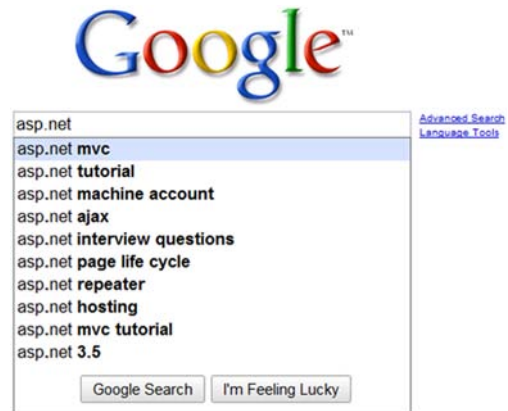 Google™
asp.net
Advanced Search
Language Tools
asp.net mvc
asp.net tutorial
asp.net machine account
asp.net ajax
asp.net interview questions
asp.net page life cycle
asp.net repeater
asp.net hosting
asp.net mvc tutorial
asp.net 3.5
Google Search
I'm Feeling Lucky